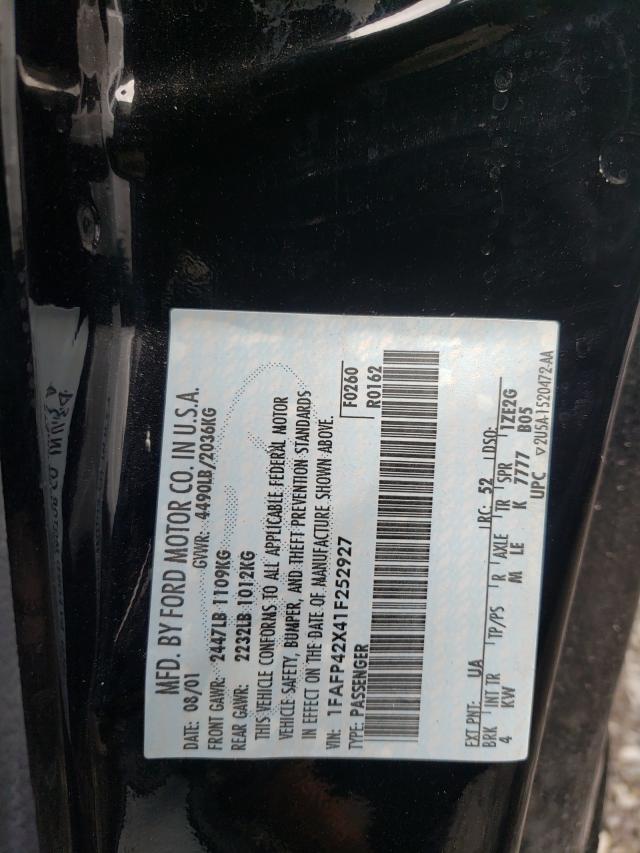 MFD. BY FORD MOTOR CO. IN U.S.A.
DATE: 08/01 GVWR: 4490LB/2036KG
FRONT GAWR: 2447LB 1109KG
REAR GAWR: 2232LB 1012KG
THIS VEHICLE CONFORMS TO ALL APPLICABLE FEDERAL MOTOR
VEHICLE SAFETY, BUMPER, AND THEFT PREVENTION STANDARDS
IN EFFECT ON THE DATE OF MANUFACTURE SHOWN ABOVE.
VIN: 1FAFP42X41F252927 F0260
TYPE: PASSENGER R0162
EXT PNT: UA RC: 52 DSO:
BRK INT TR TP/PS R AXLE TR SPR 1ZE2G
4 KW M LE K 7777 B05
UPC ▽2U5A-1520472-AA